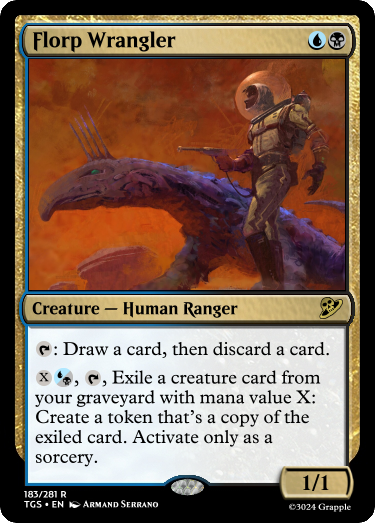 Florp Wrangler
Creature — Human Ranger
: Draw a card, then discard a card.
X , , Exile a creature card from
your graveyard with mana value X:
Create a token that's a copy of the
exiled card. Activate only as a
sorcery.
1/1
183/281 R
TGS • EN Armand Serrano
©3024 Grapple